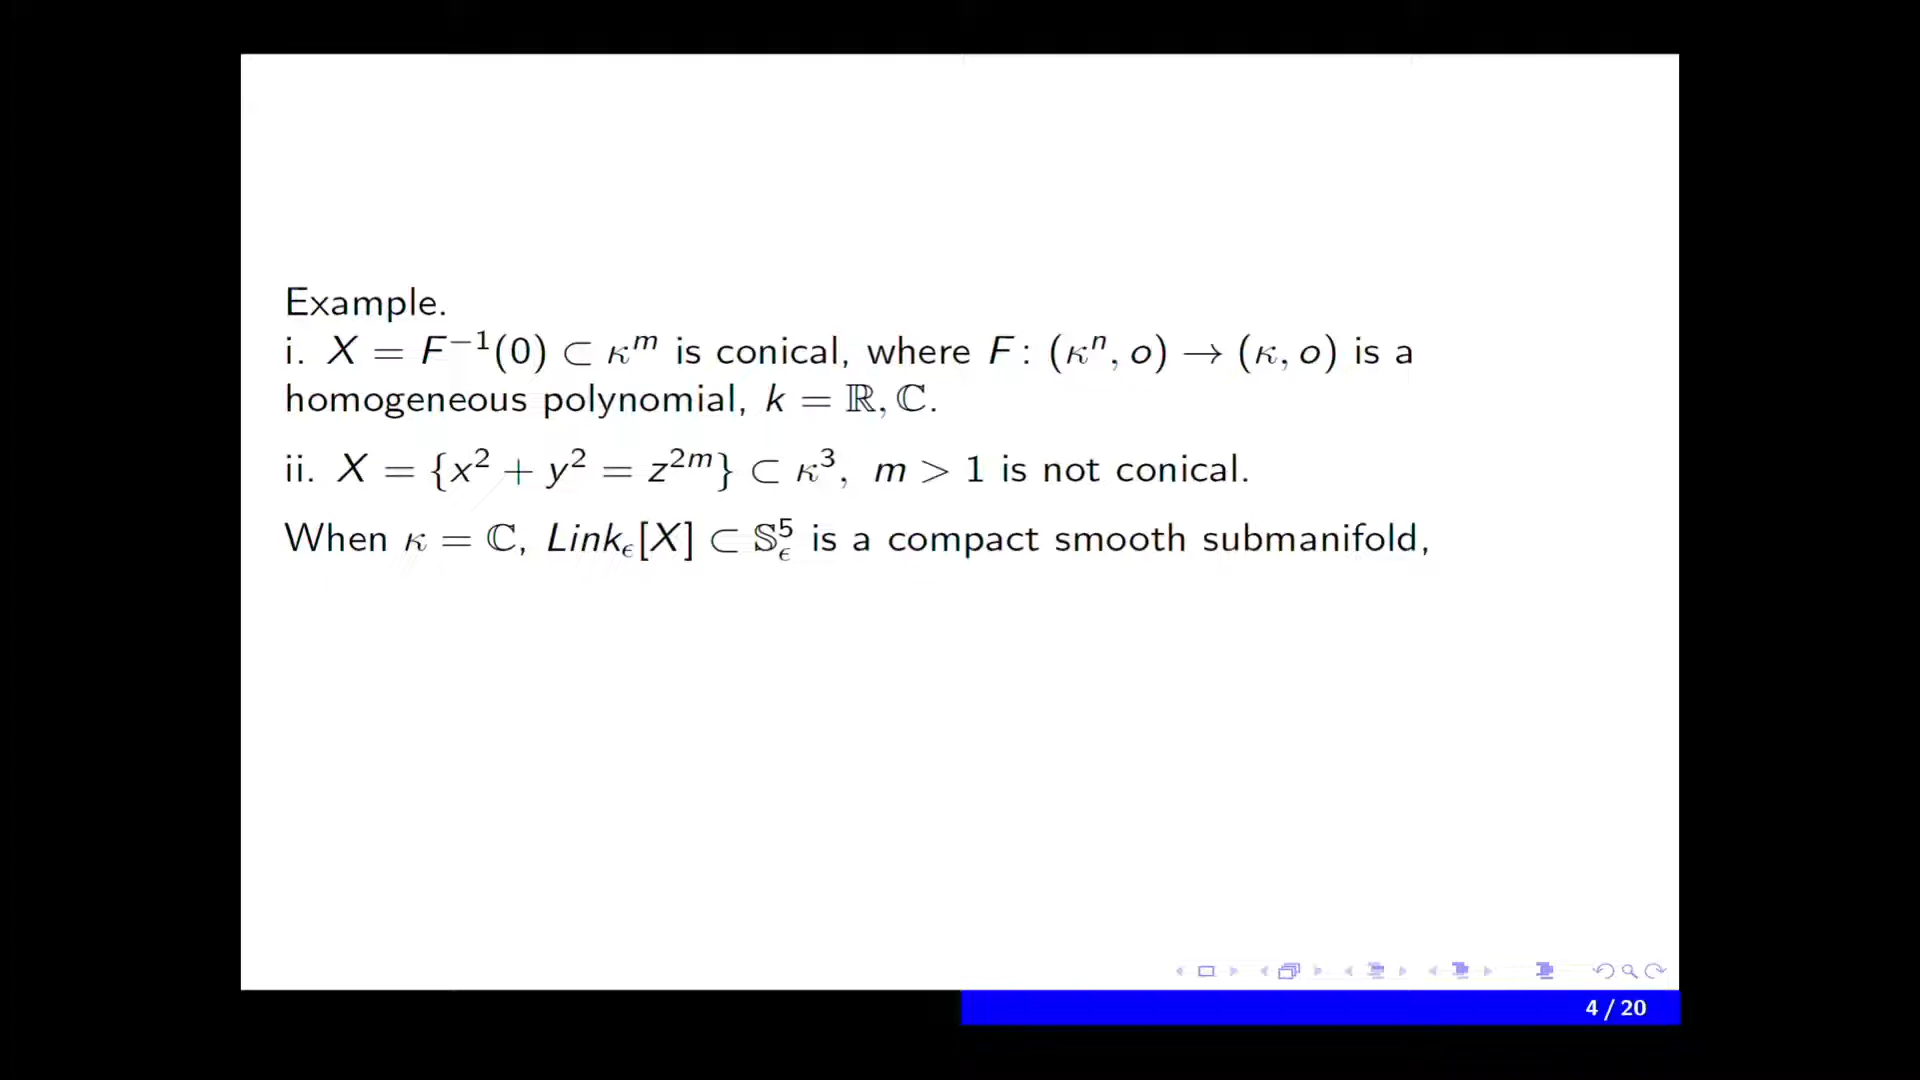 Example.
i. X = F⁻¹(0) ⊂ κᵐ is conical, where F : (κⁿ, o) → (κ, o) is a
homogeneous polynomial, k = ℝ, ℂ.
ii. X = {x² + y² = z²ᵐ} ⊂ κ³, m > 1 is not conical.
When κ = ℂ, Link_ϵ[X] ⊂ 𝕊⁵_ϵ is a compact smooth submanifold,
4 / 20